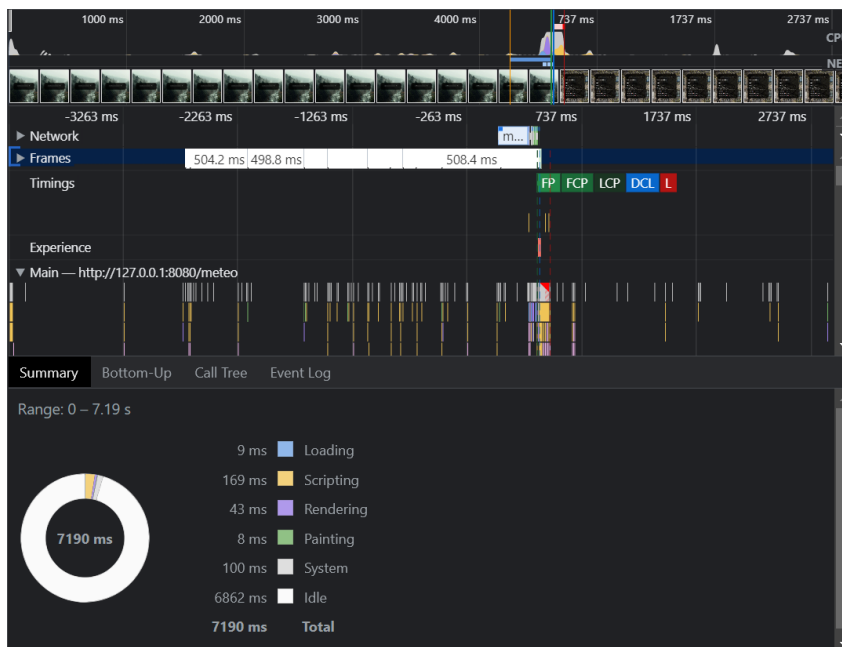 1000 ms 2000 ms 3000 ms 4000 ms 737 ms 1737 ms 2737 ms
CPU
NE
-3263 ms -2263 ms -1263 ms -263 ms 737 ms 1737 ms 2737 ms
Network m...
Frames 504.2 ms 498.8 ms 508.4 ms
Timings FP FCP LCP DCL L
Experience
Main — http://127.0.0.1:8080/meteo
Summary Bottom-Up Call Tree Event Log
Range: 0 – 7.19 s
9 ms Loading
169 ms Scripting
43 ms Rendering
7190 ms
8 ms Painting
100 ms System
6862 ms Idle
7190 ms Total